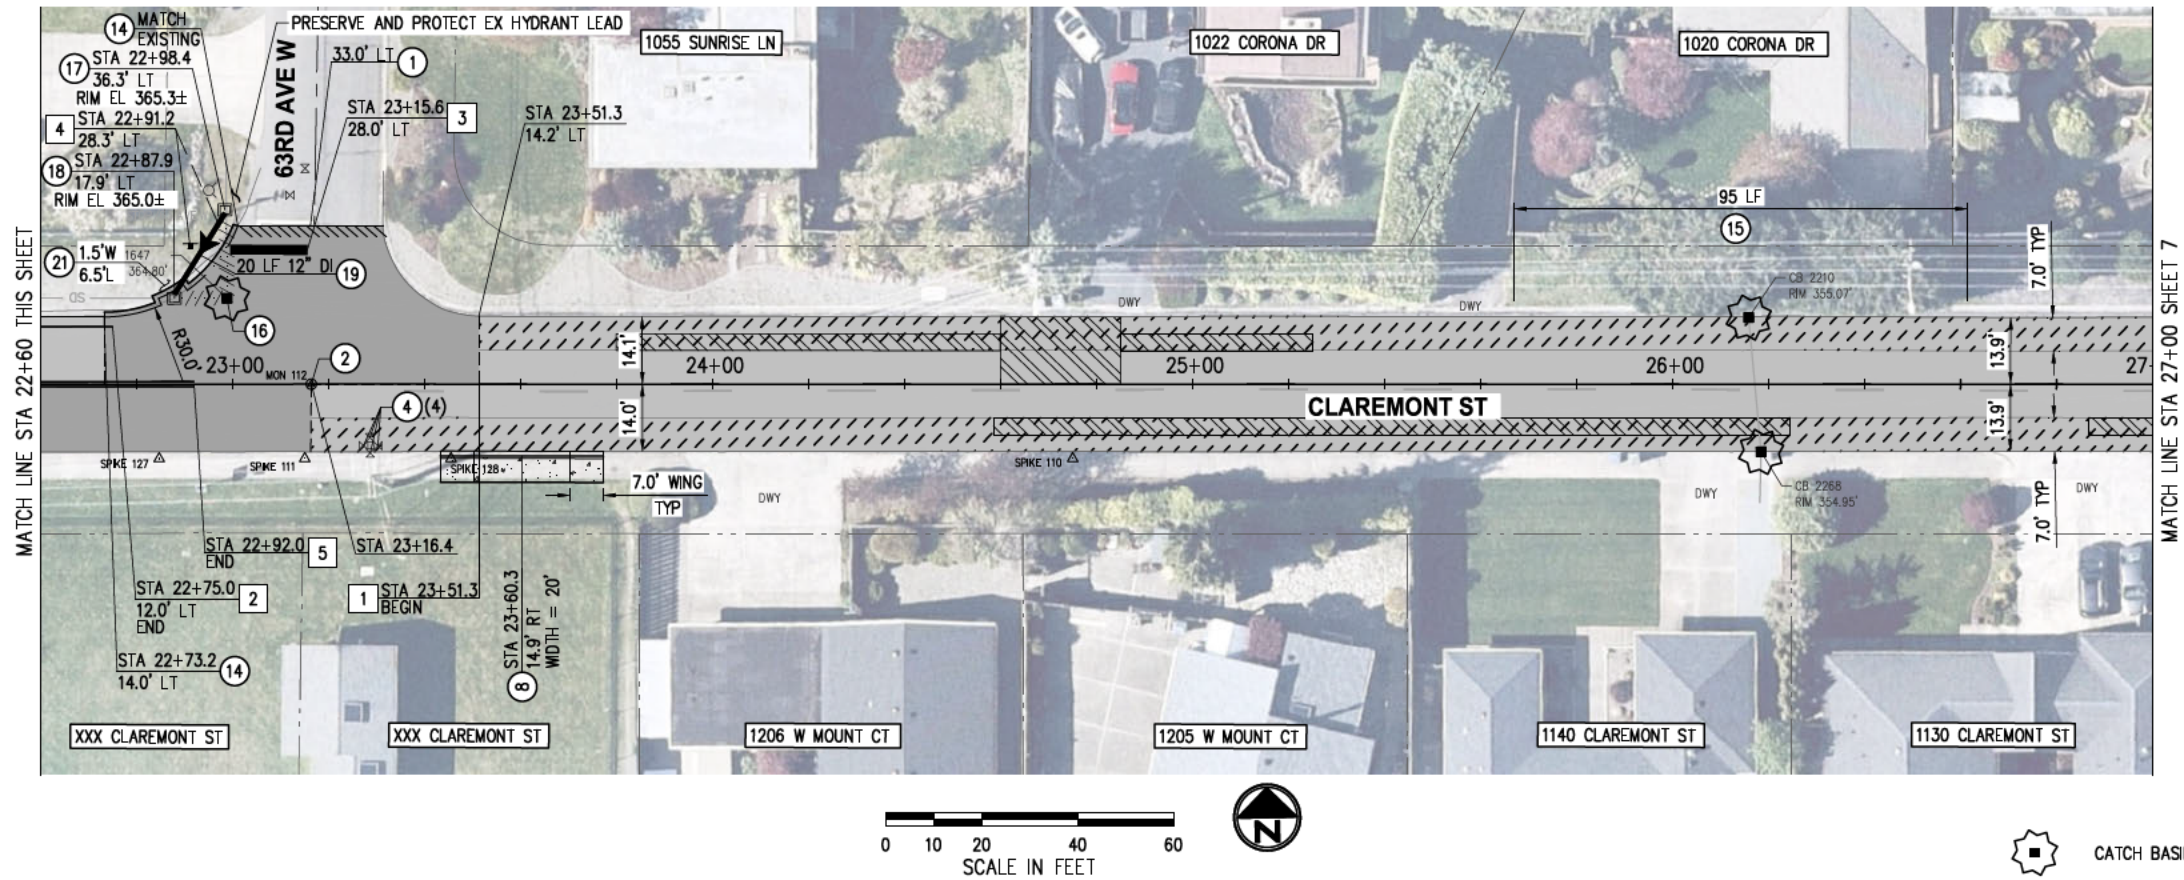 14
MATCH
EXISTING
PRESERVE AND PROTECT EX HYDRANT LEAD
17
STA 22+98.4
36.3' LT
RIM EL 365.3±
4
STA 22+91.2
28.3' LT
18
STA 22+87.9
17.9' LT
RIM EL 365.0±
21
1.5'W
6.5'L
1647
364.80'
SD
63RD AVE W
33.0' LT
1
STA 23+15.6
28.0' LT
3
STA 23+51.3
14.2' LT
20 LF 12" DI
19
16
R30.0'
1055 SUNRISE LN
1022 CORONA DR
1020 CORONA DR
95 LF
15
7.0' TYP
DWY
DWY
CB 2210
RIM 355.07'
MATCH LINE STA 22+60 THIS SHEET
MATCH LINE STA 27+00 SHEET 7
23+00
MON 112
2
14.1'
24+00
25+00
26+00
13.9'
27
4
(4)
14.0'
CLAREMONT ST
13.9'
SPIKE 127
SPIKE 111
SPIKE 128
SPIKE 110
7.0' WING
TYP
DWY
DWY
CB 2268
RIM 354.95'
7.0' TYP
DWY
STA 22+92.0
END
5
STA 23+16.4
STA 22+75.0
12.0' LT
END
2
1
STA 23+51.3
BEGIN
STA 23+60.3
14.9' RT
WIDTH = 20'
8
STA 22+73.2
14.0' LT
14
XXX CLAREMONT ST
XXX CLAREMONT ST
1206 W MOUNT CT
1205 W MOUNT CT
1140 CLAREMONT ST
1130 CLAREMONT ST
0 10 20 40 60
SCALE IN FEET
N
CATCH BASI